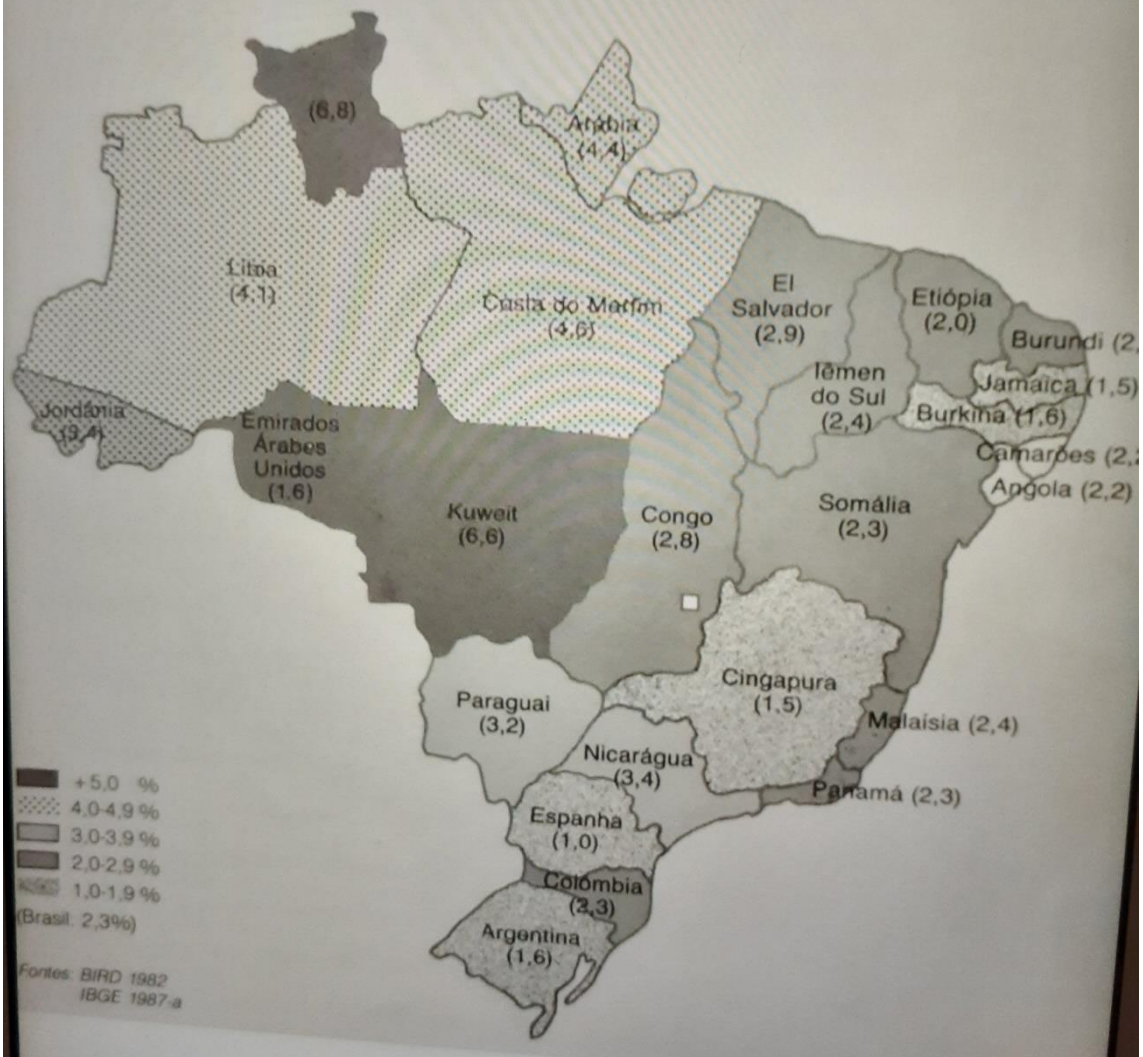 (6,8)
Arábia
(4,4)
Líbia
(4,1)
Costa do Marfim
(4,6)
El
Salvador
(2,9)
Etiópia
(2,0)
Burundi (2,
Iêmen
do Sul
(2,4)
Jamaica (1,5)
Burkina (1,6)
Camarões (2,2
Angola (2,2)
Jordânia
(3,4)
Emirados
Árabes
Unidos
(1,6)
Kuweit
(6,6)
Congo
(2,8)
Somália
(2,3)
Cingapura
(1,5)
Paraguai
(3,2)
Nicarágua
(3,4)
Malaísia (2,4)
Panamá (2,3)
Espanha
(1,0)
Colômbia
(2,3)
Argentina
(1,6)
+5,0 %
4,0-4,9 %
3,0-3,9 %
2,0-2,9 %
1,0-1,9 %
(Brasil: 2,3%)
Fontes: BIRD 1982
IBGE 1987-a